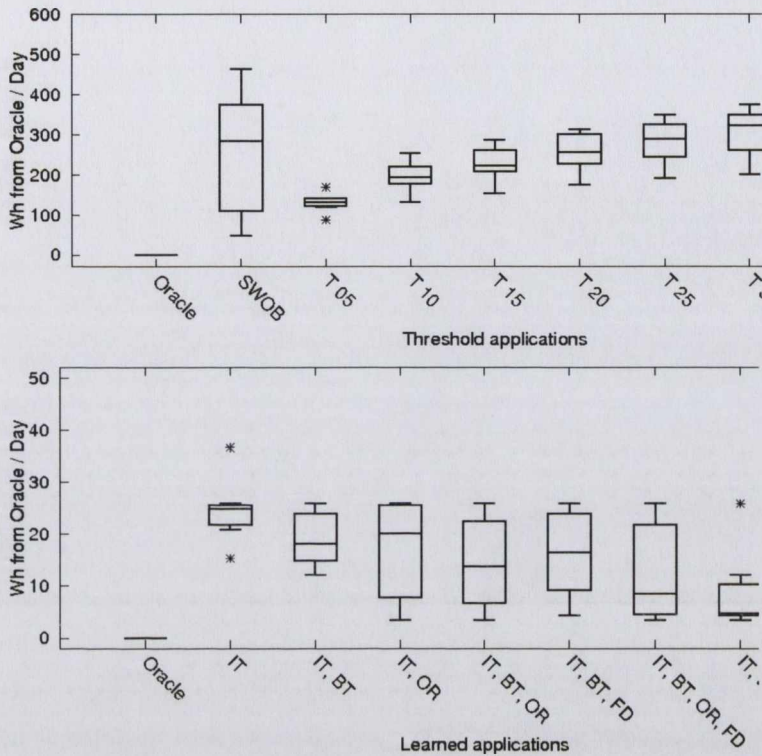 600
500
400
300
200
100
0
Wh from Oracle / Day
Oracle
SWOB
T 05
T 10
T 15
T 20
T 25
T
Threshold applications
50
40
30
20
10
0
Wh from Oracle / Day
Oracle
IT
IT, BT
IT, OR
IT, BT, OR
IT, BT, FD
IT, BT, OR, FD
IT, .
Learned applications